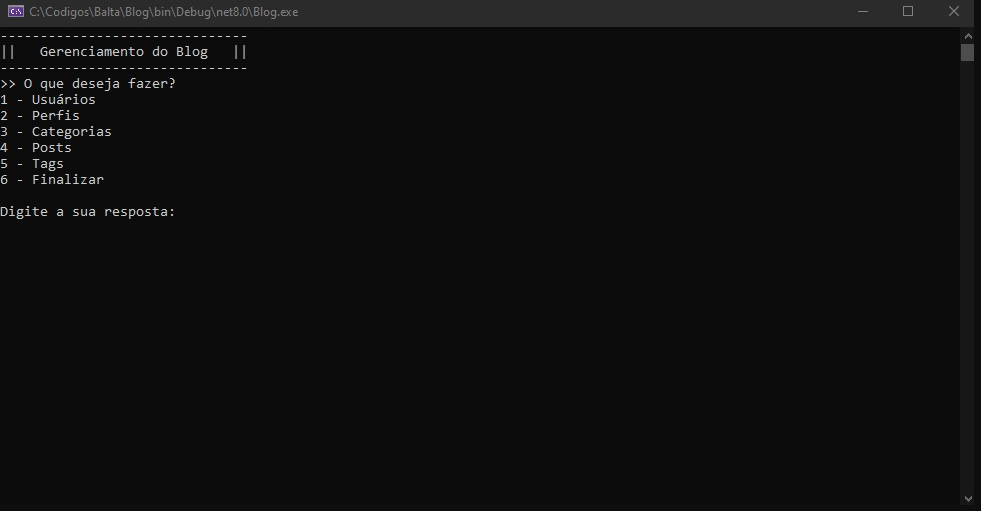 C:\Codigos\Balta\Blog\bin\Debug\net8.0\Blog.exe
-------------------------------
||   Gerenciamento do Blog   ||
-------------------------------
>> O que deseja fazer?
1 - Usuários
2 - Perfis
3 - Categorias
4 - Posts
5 - Tags
6 - Finalizar
Digite a sua resposta: